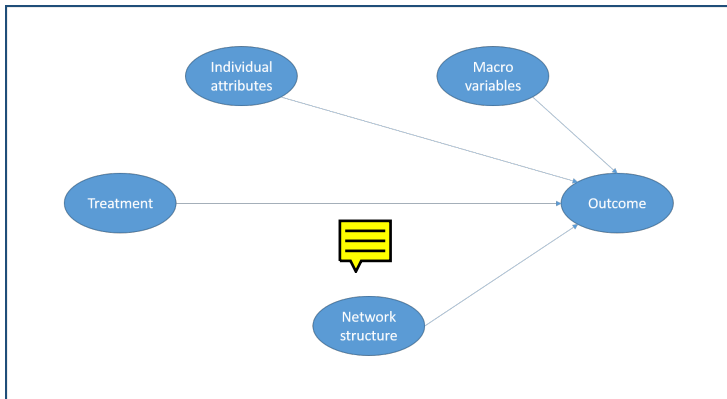 Individual
attributes
Macro
variables
Treatment
Outcome
Network
structure